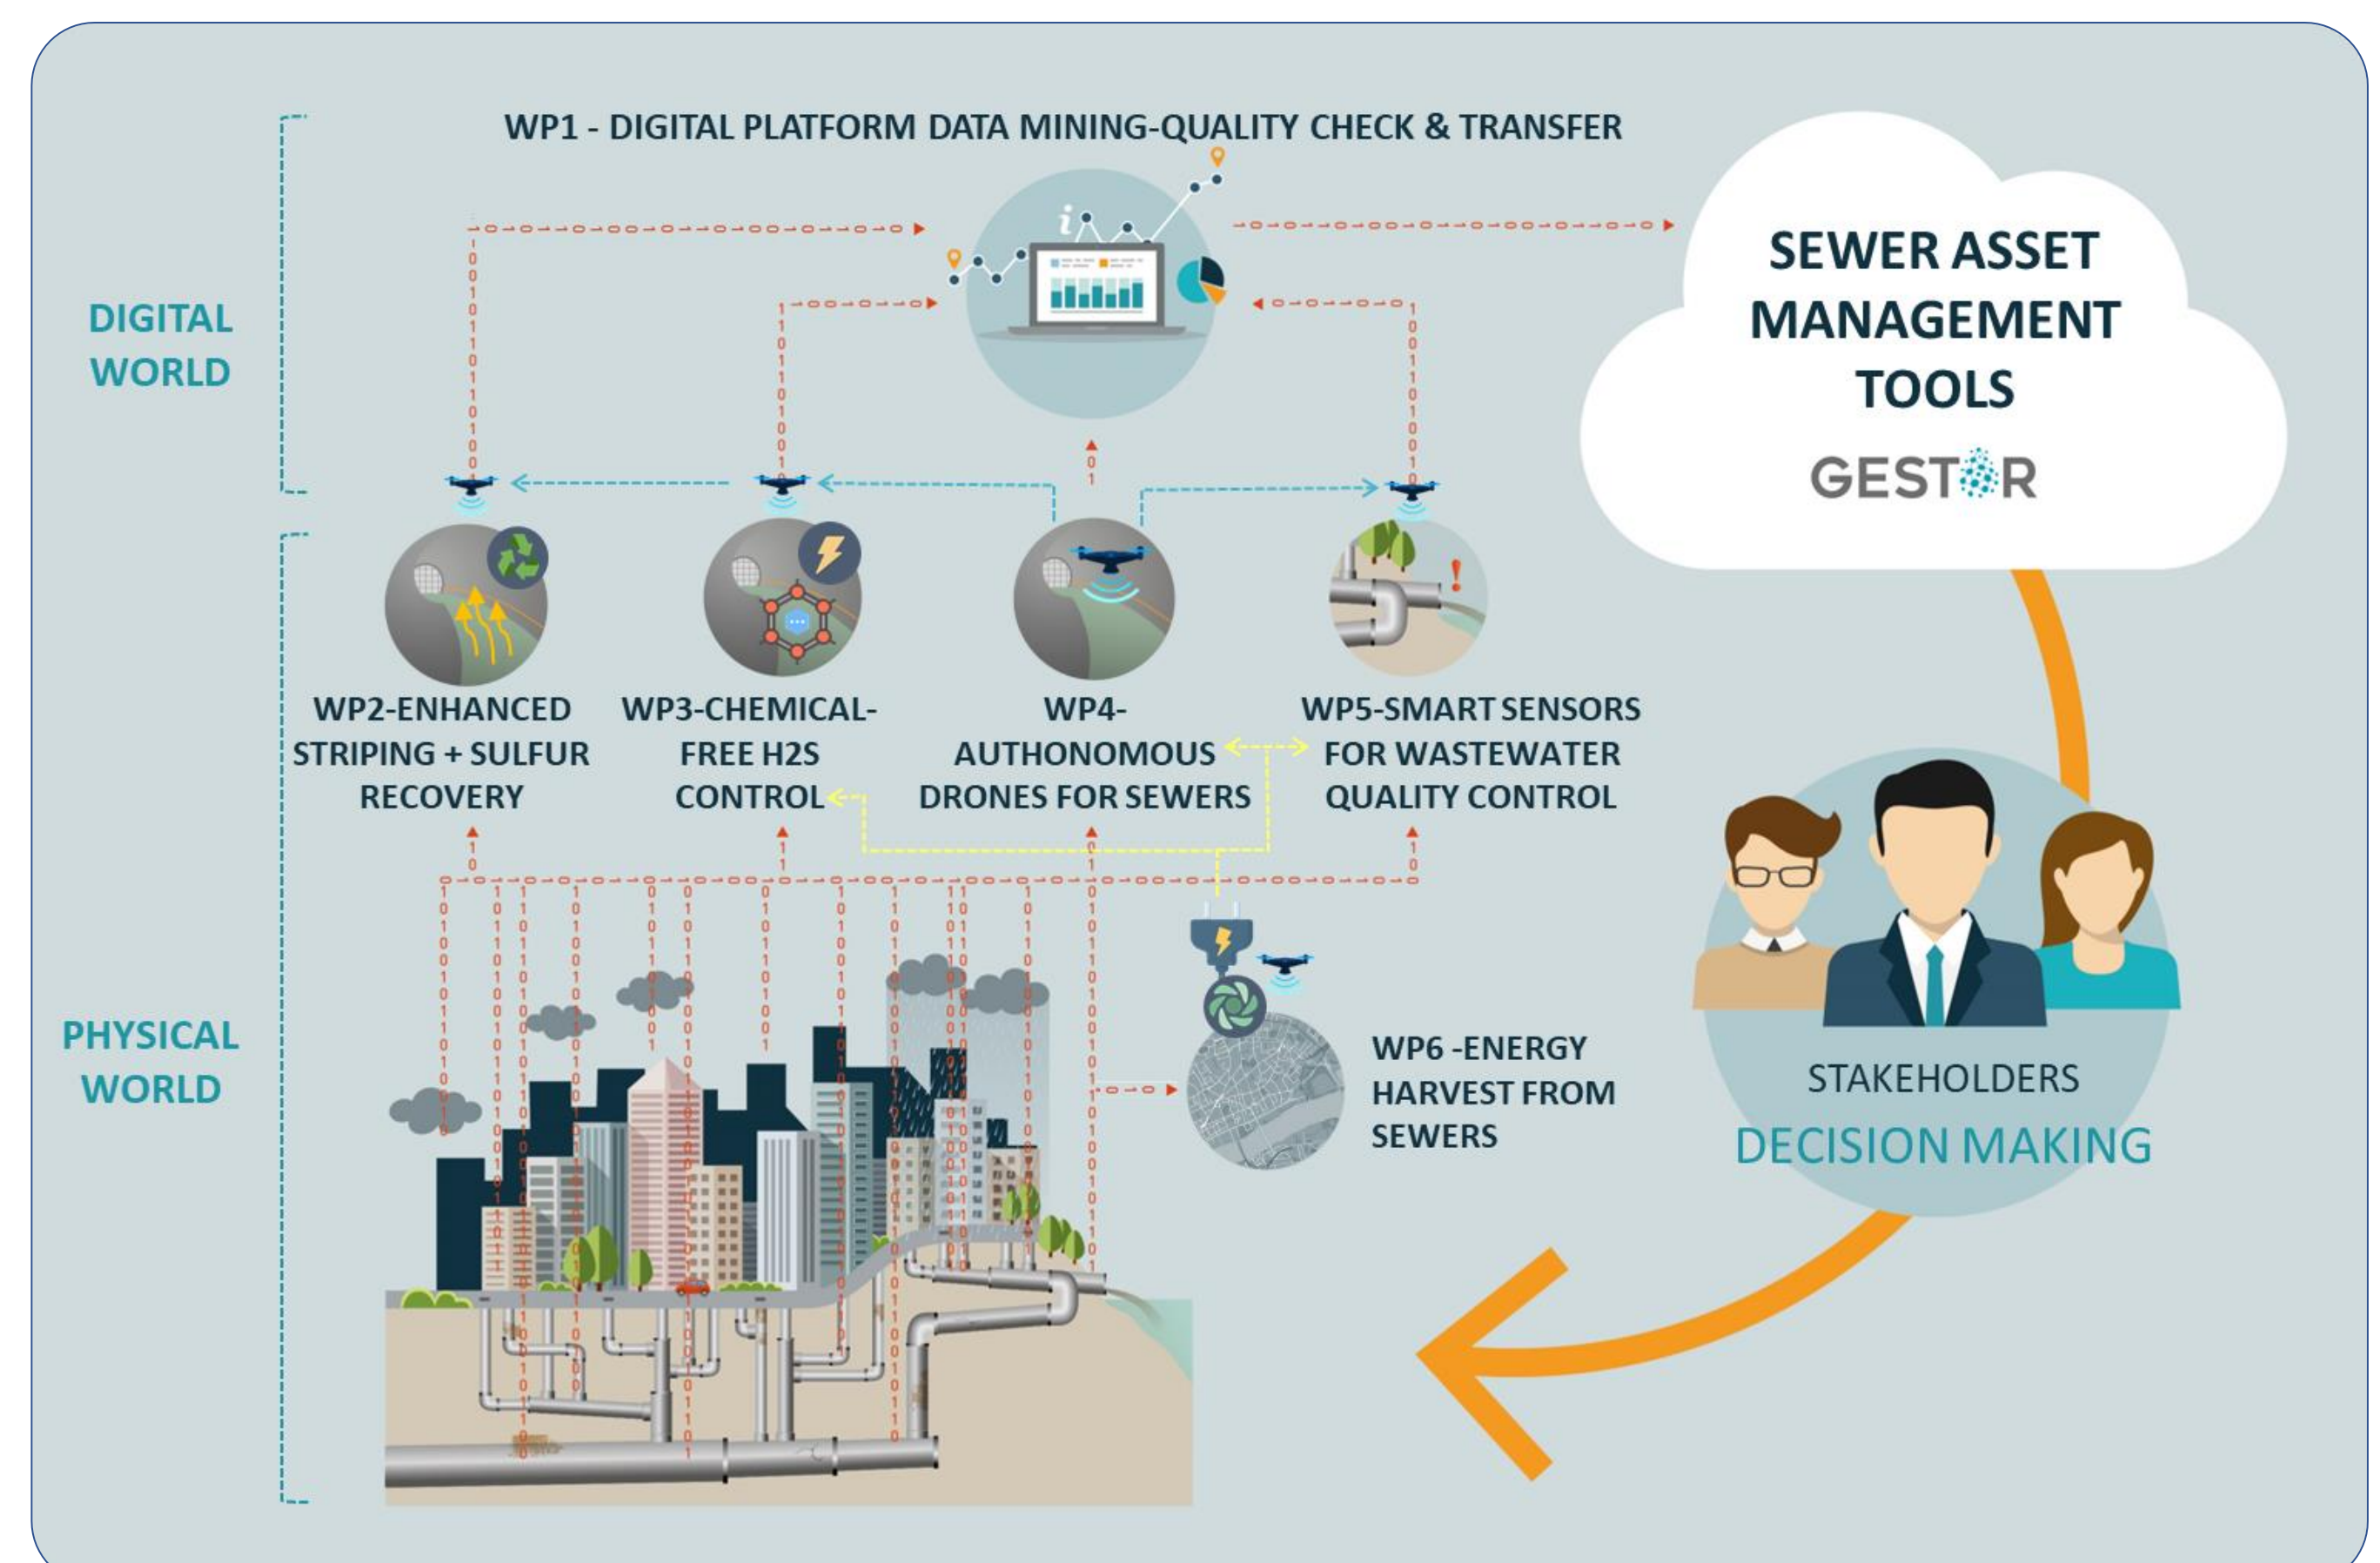 WP1 - DIGITAL PLATFORM DATA MINING-QUALITY CHECK & TRANSFER
DIGITAL
WORLD
SEWER ASSET
MANAGEMENT
TOOLS
GESTOR
WP2-ENHANCED
STRIPING + SULFUR
RECOVERY
WP3-CHEMICAL-
FREE H2S
CONTROL
WP4-
AUTHONOMOUS
DRONES FOR SEWERS
WP5-SMART SENSORS
FOR WASTEWATER
QUALITY CONTROL
PHYSICAL
WORLD
WP6 -ENERGY
HARVEST FROM
SEWERS
STAKEHOLDERS
DECISION MAKING